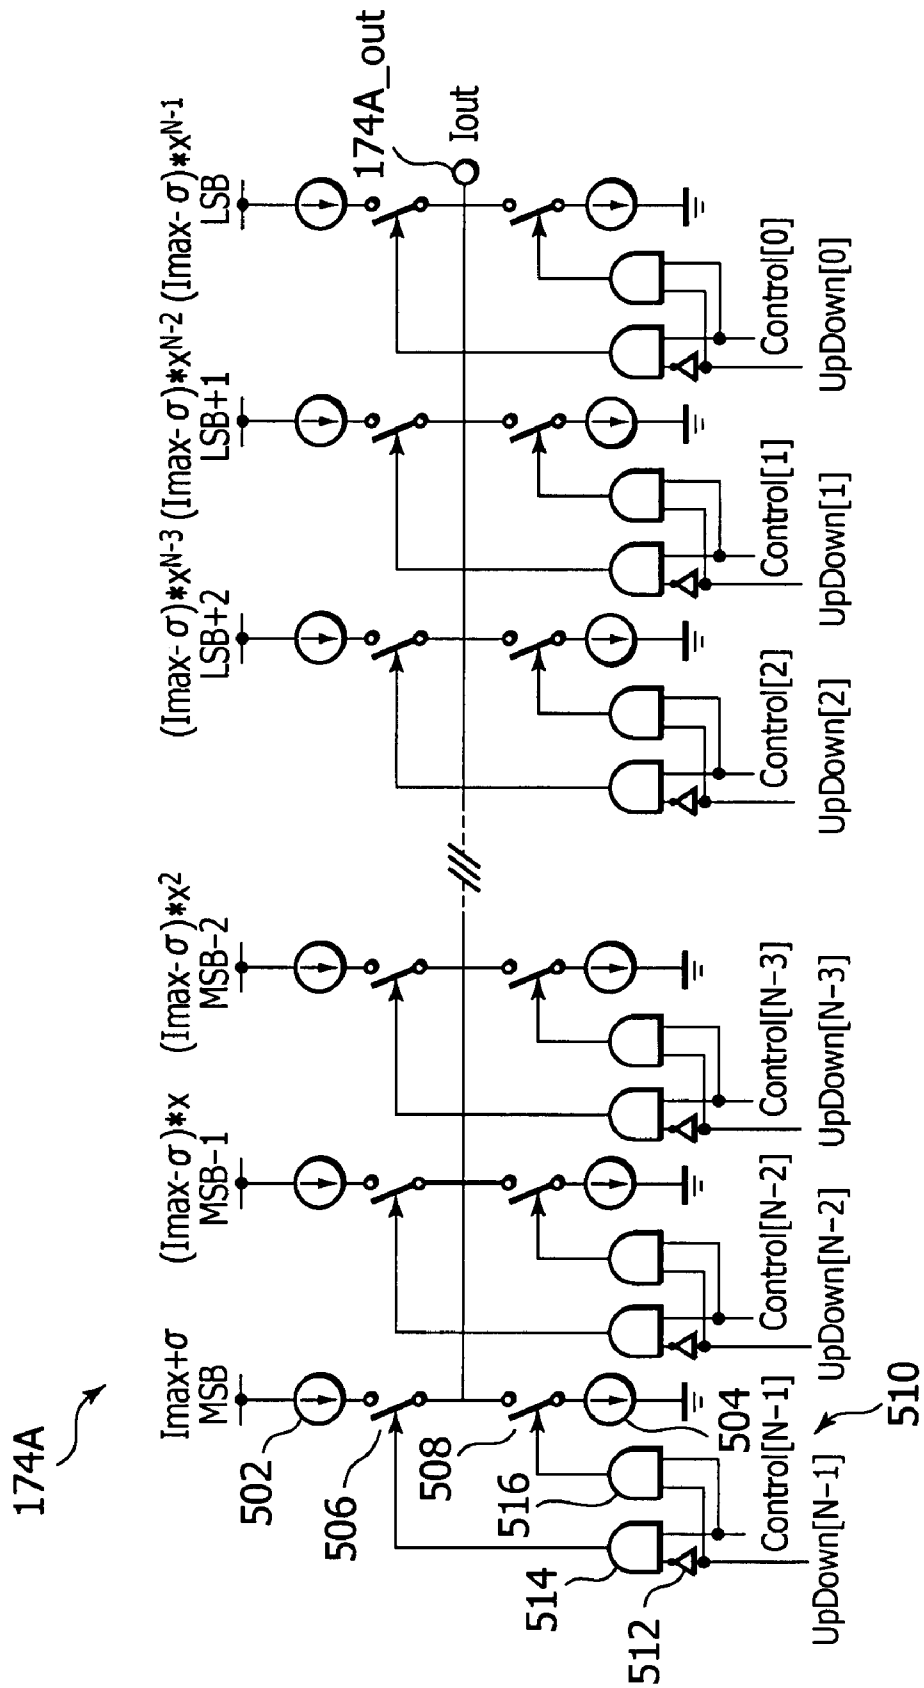 174A
Imax+σ
MSB
(Imax-σ)*x
MSB-1
(Imax-σ)*x²
MSB-2
(Imax-σ)*xᴺ⁻³
LSB+2
(Imax-σ)*xᴺ⁻²
LSB+1
(Imax-σ)*xᴺ⁻¹
LSB
502
506
508
504
516
514
512
510
174A_out
Iout
Control[N-1]
UpDown[N-1]
Control[N-2]
UpDown[N-2]
Control[N-3]
UpDown[N-3]
Control[2]
UpDown[2]
Control[1]
UpDown[1]
Control[0]
UpDown[0]